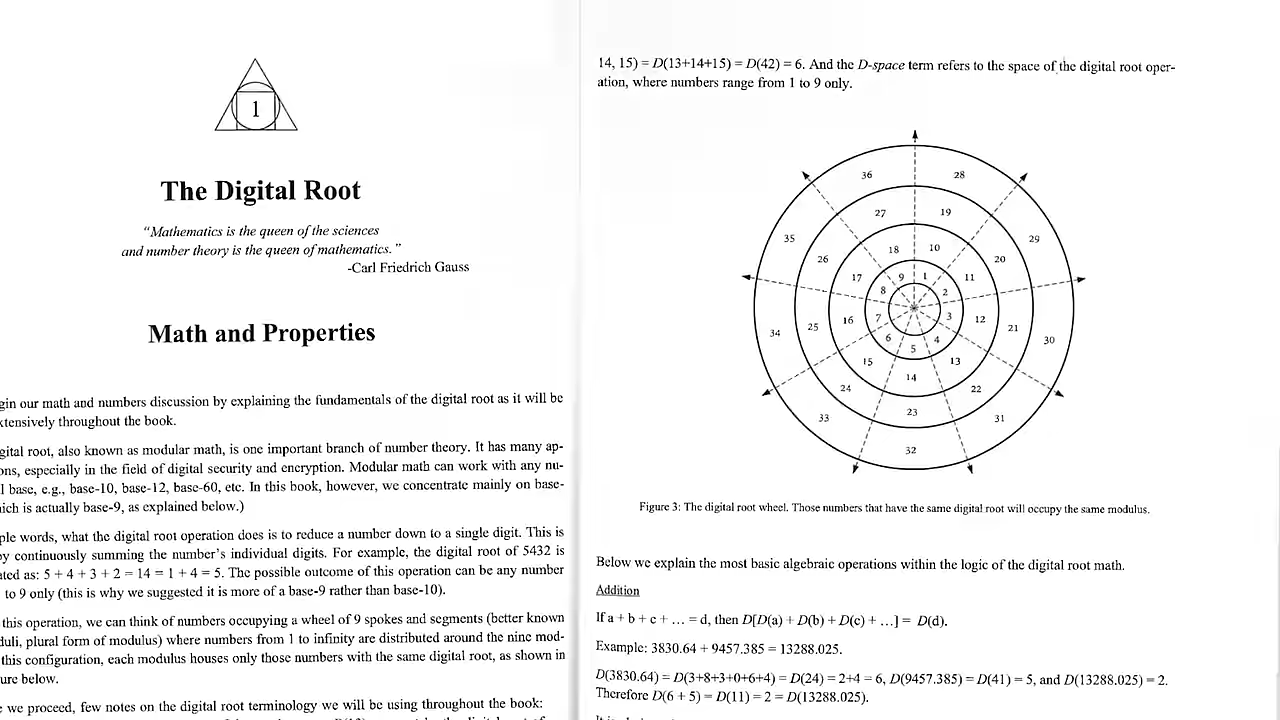 1
The Digital Root
“Mathematics is the queen of the sciences
and number theory is the queen of mathematics. ”
-Carl Friedrich Gauss
Math and Properties
our math and numbers discussion by explaining the fundamentals of the digital root as it will be
throughout the book.
root, also known as modular math, is one important branch of number theory. It has many ap-
especially in the field of digital security and encryption. Modular math can work with any nu-
base, e.g., base-10, base-12, base-60, etc. In this book, however, we concentrate mainly on base-
is actually base-9, as explained below.)
words, what the digital root operation does is to reduce a number down to a single digit. This is
continuously summing the number’s individual digits. For example, the digital root of 5432 is
as: 5 + 4 + 3 + 2 = 14 = 1 + 4 = 5. The possible outcome of this operation can be any number
to 9 only (this is why we suggested it is more of a base-9 rather than base-10).
this operation, we can think of numbers occupying a wheel of 9 spokes and segments (better known
plural form of modulus) where numbers from 1 to infinity are distributed around the nine mod-
this configuration, each modulus houses only those numbers with the same digital root, as shown in
below.
we proceed, few notes on the digital root terminology we will be using throughout the book:
14, 15) = D(13+14+15) = D(42) = 6. And the D-space term refers to the space of the digital root oper-
ation, where numbers range from 1 to 9 only.
36 28
27 19
35 29
18 10
26 20
17 11
9 1
8 2
34 25 16 7 3 12 21 30
6 4
5
15 13
14
24 22
33 23 31
32
Figure 3: The digital root wheel. Those numbers that have the same digital root will occupy the same modulus.
Below we explain the most basic algebraic operations within the logic of the digital root math.
Addition
If a + b + c + … = d, then D[D(a) + D(b) + D(c) + …] = D(d).
Example: 3830.64 + 9457.385 = 13288.025.
D(3830.64) = D(3+8+3+0+6+4) = D(24) = 2+4 = 6, D(9457.385) = D(41) = 5, and D(13288.025) = 2.
Therefore D(6 + 5) = D(11) = 2 = D(13288.025).